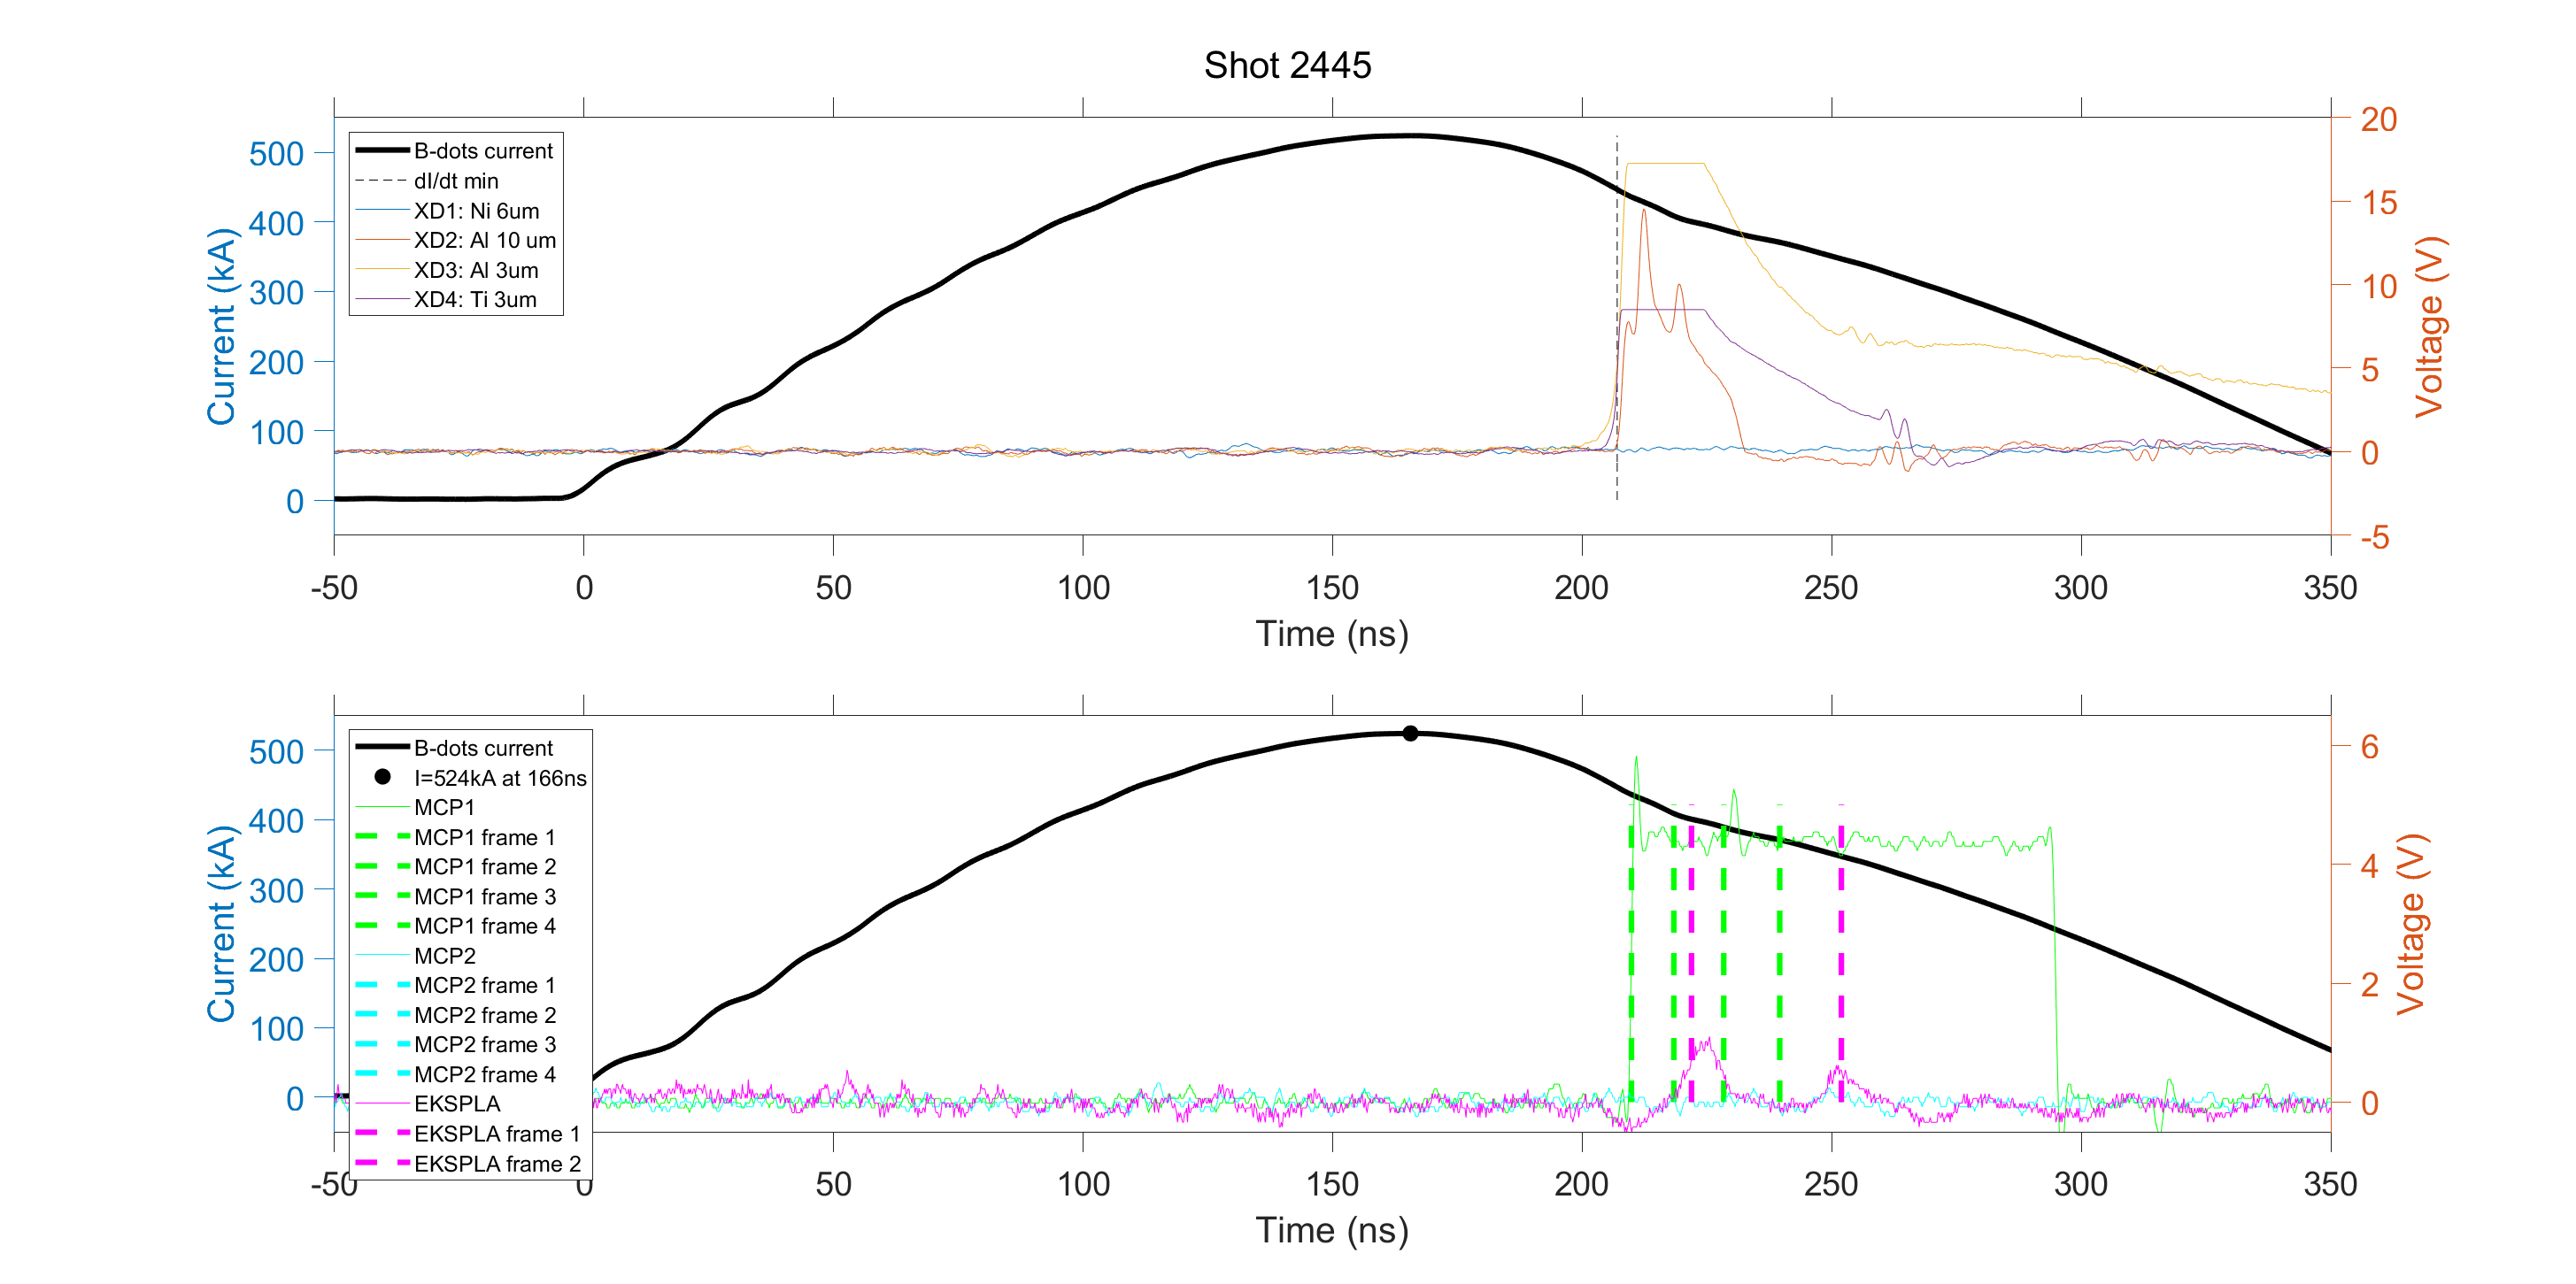 Shot 2445
B-dots current
dI/dt min
XD1: Ni 6um
XD2: Al 10 um
XD3: Al 3um
XD4: Ti 3um
Current (kA)
500
400
300
200
100
0
20
15
10
5
0
-5
Voltage (V)
-50 0 50 100 150 200 250 300 350
Time (ns)
B-dots current
I=524kA at 166ns
MCP1
MCP1 frame 1
MCP1 frame 2
MCP1 frame 3
MCP1 frame 4
MCP2
MCP2 frame 1
MCP2 frame 2
MCP2 frame 3
MCP2 frame 4
EKSPLA
EKSPLA frame 1
EKSPLA frame 2
Current (kA)
500
400
300
200
100
0
6
4
2
0
Voltage (V)
-50 0 50 100 150 200 250 300 350
Time (ns)